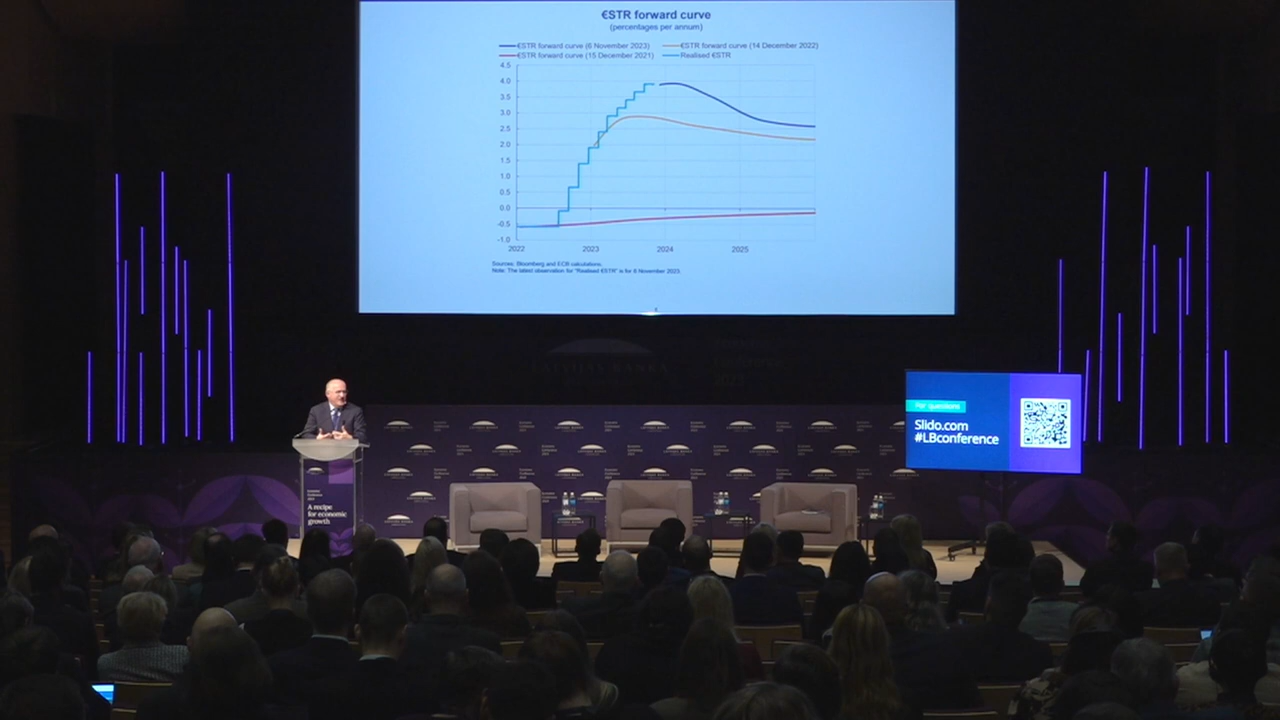 €STR forward curve
(percentages per annum)
€STR forward curve (6 November 2023) €STR forward curve (14 December 2022)
€STR forward curve (15 December 2021) Realised €STR
4.5
4.0
3.5
3.0
2.5
2.0
1.5
1.0
0.5
0.0
-0.5
-1.0
2022 2023 2024 2025
Sources: Bloomberg and ECB calculations.
Note: The latest observation for "Realised €STR" is for 6 November 2023.
For questions
Slido.com
#LBconference
A recipe
for economic
growth
LATVIJAS BANKA